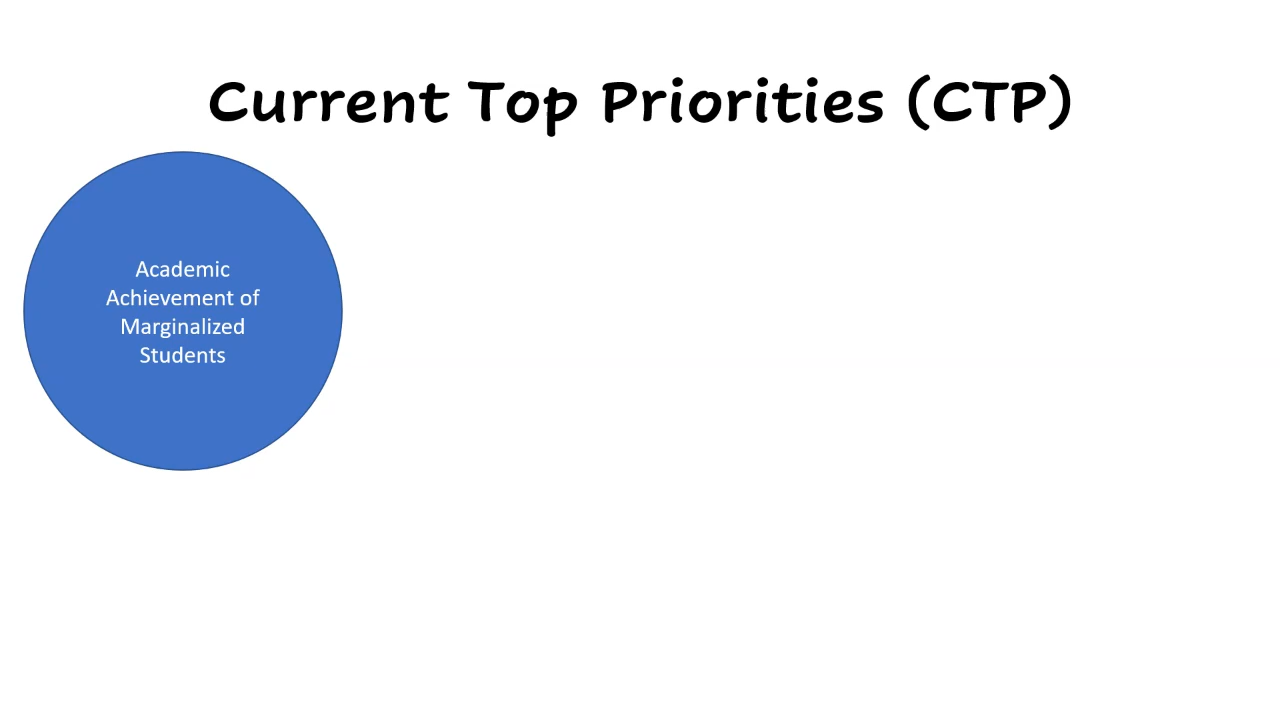 Current Top Priorities (CTP)
Academic
Achievement of
Marginalized
Students